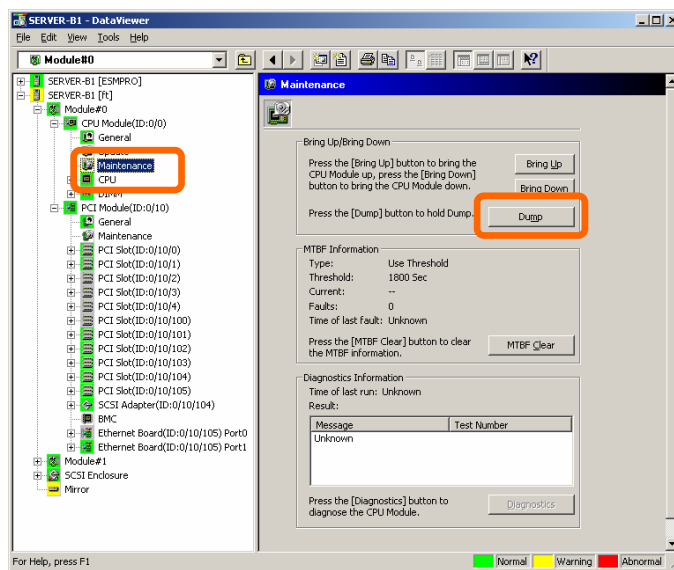 SERVER-B1 - DataViewer
File Edit View Tools Help
Module#0
SERVER-B1 [ESMPRO]
SERVER-B1 [ft]
Module#0
CPU Module(ID:0/0)
General
Update
Maintenance
CPU
DIMM
PCI Module(ID:0/10)
General
Maintenance
PCI Slot(ID:0/10/0)
PCI Slot(ID:0/10/1)
PCI Slot(ID:0/10/2)
PCI Slot(ID:0/10/3)
PCI Slot(ID:0/10/4)
PCI Slot(ID:0/10/100)
PCI Slot(ID:0/10/101)
PCI Slot(ID:0/10/102)
PCI Slot(ID:0/10/103)
PCI Slot(ID:0/10/104)
PCI Slot(ID:0/10/105)
SCSI Adapter(ID:0/10/104)
BMC
Ethernet Board(ID:0/10/105) Port0
Ethernet Board(ID:0/10/105) Port1
Module#1
SCSI Enclosure
Mirror
Maintenance
Bring Up/Bring Down
Press the [Bring Up] button to bring the
CPU Module up, press the [Bring Down]
button to bring the CPU Module down.
Bring Up
Bring Down
Press the [Dump] button to hold Dump.
Dump
MTBF Information
Type: Use Threshold
Threshold: 1800 Sec
Current: --
Faults: 0
Time of last fault: Unknown
Press the [MTBF Clear] button to clear
the MTBF information.
MTBF Clear
Diagnostics Information
Time of last run: Unknown
Result:
Message Test Number
Unknown
Press the [Diagnostics] button to
diagnose the CPU Module.
Diagnostics
For Help, press F1
Normal Warning Abnormal